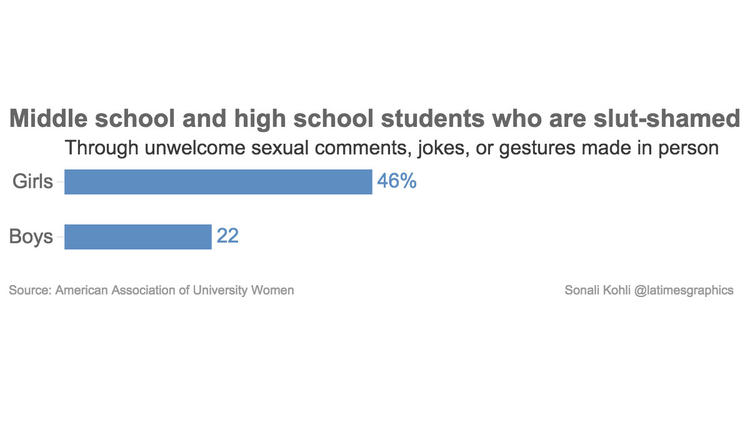 Middle school and high school students who are slut-shamed
Through unwelcome sexual comments, jokes, or gestures made in person
Girls 46%
Boys 22
Source: American Association of University Women Sonali Kohli @latimesgraphics